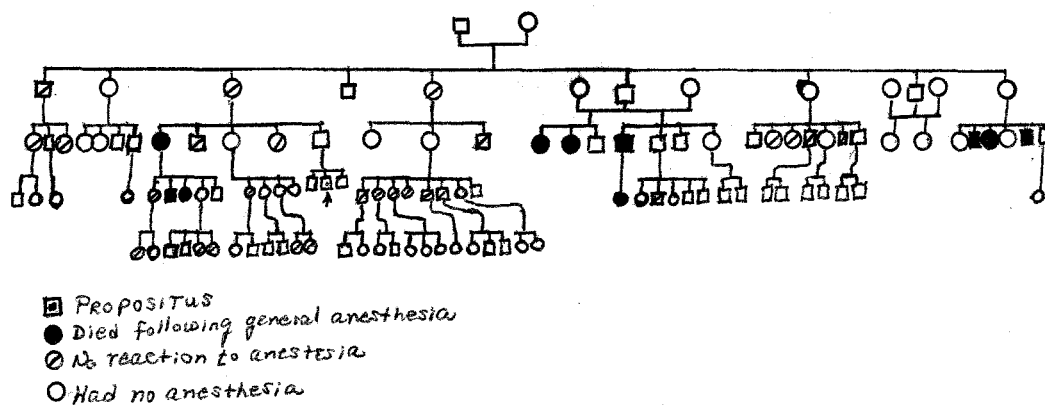 Propositus
Died following general anesthesia
No reaction to anestesia
Had no anesthesia